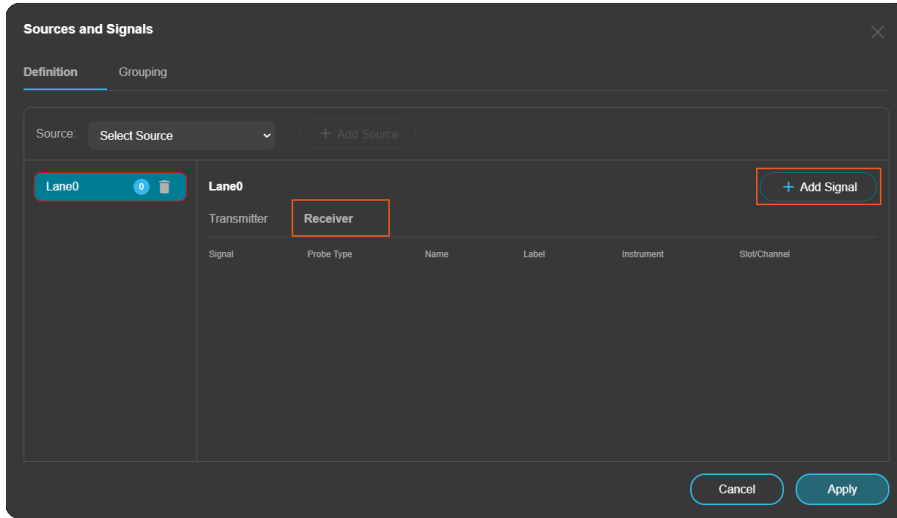 Sources and Signals
Definition Grouping
Source: Select Source + Add Source
Lane0 0 Lane0 + Add Signal
Transmitter Receiver
Signal Probe Type Name Label Instrument Slot/Channel
Cancel Apply